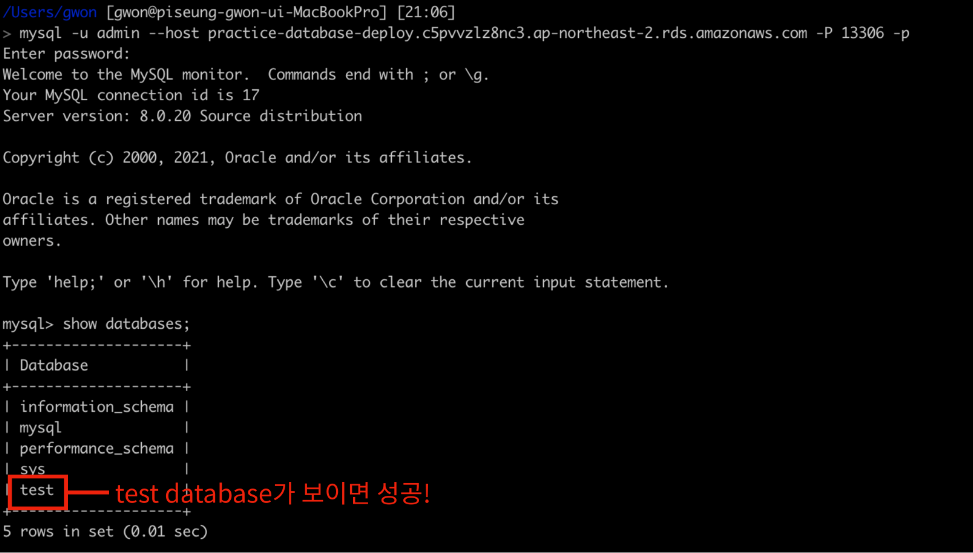 /Users/gwon [gwon@piseung-gwon-ui-MacBookPro] [21:06]
> mysql -u admin --host practice-database-deploy.c5pvvzlz8nc3.ap-northeast-2.rds.amazonaws.com -P 13306 -p
Enter password:
Welcome to the MySQL monitor.  Commands end with ; or \g.
Your MySQL connection id is 17
Server version: 8.0.20 Source distribution

Copyright (c) 2000, 2021, Oracle and/or its affiliates.

Oracle is a registered trademark of Oracle Corporation and/or its
affiliates. Other names may be trademarks of their respective
owners.

Type 'help;' or '\h' for help. Type '\c' to clear the current input statement.

mysql> show databases;
+--------------------+
| Database           |
+--------------------+
| information_schema |
| mysql              |
| performance_schema |
| sys                |
| test               | test database가 보이면 성공!
+--------------------+
5 rows in set (0.01 sec)